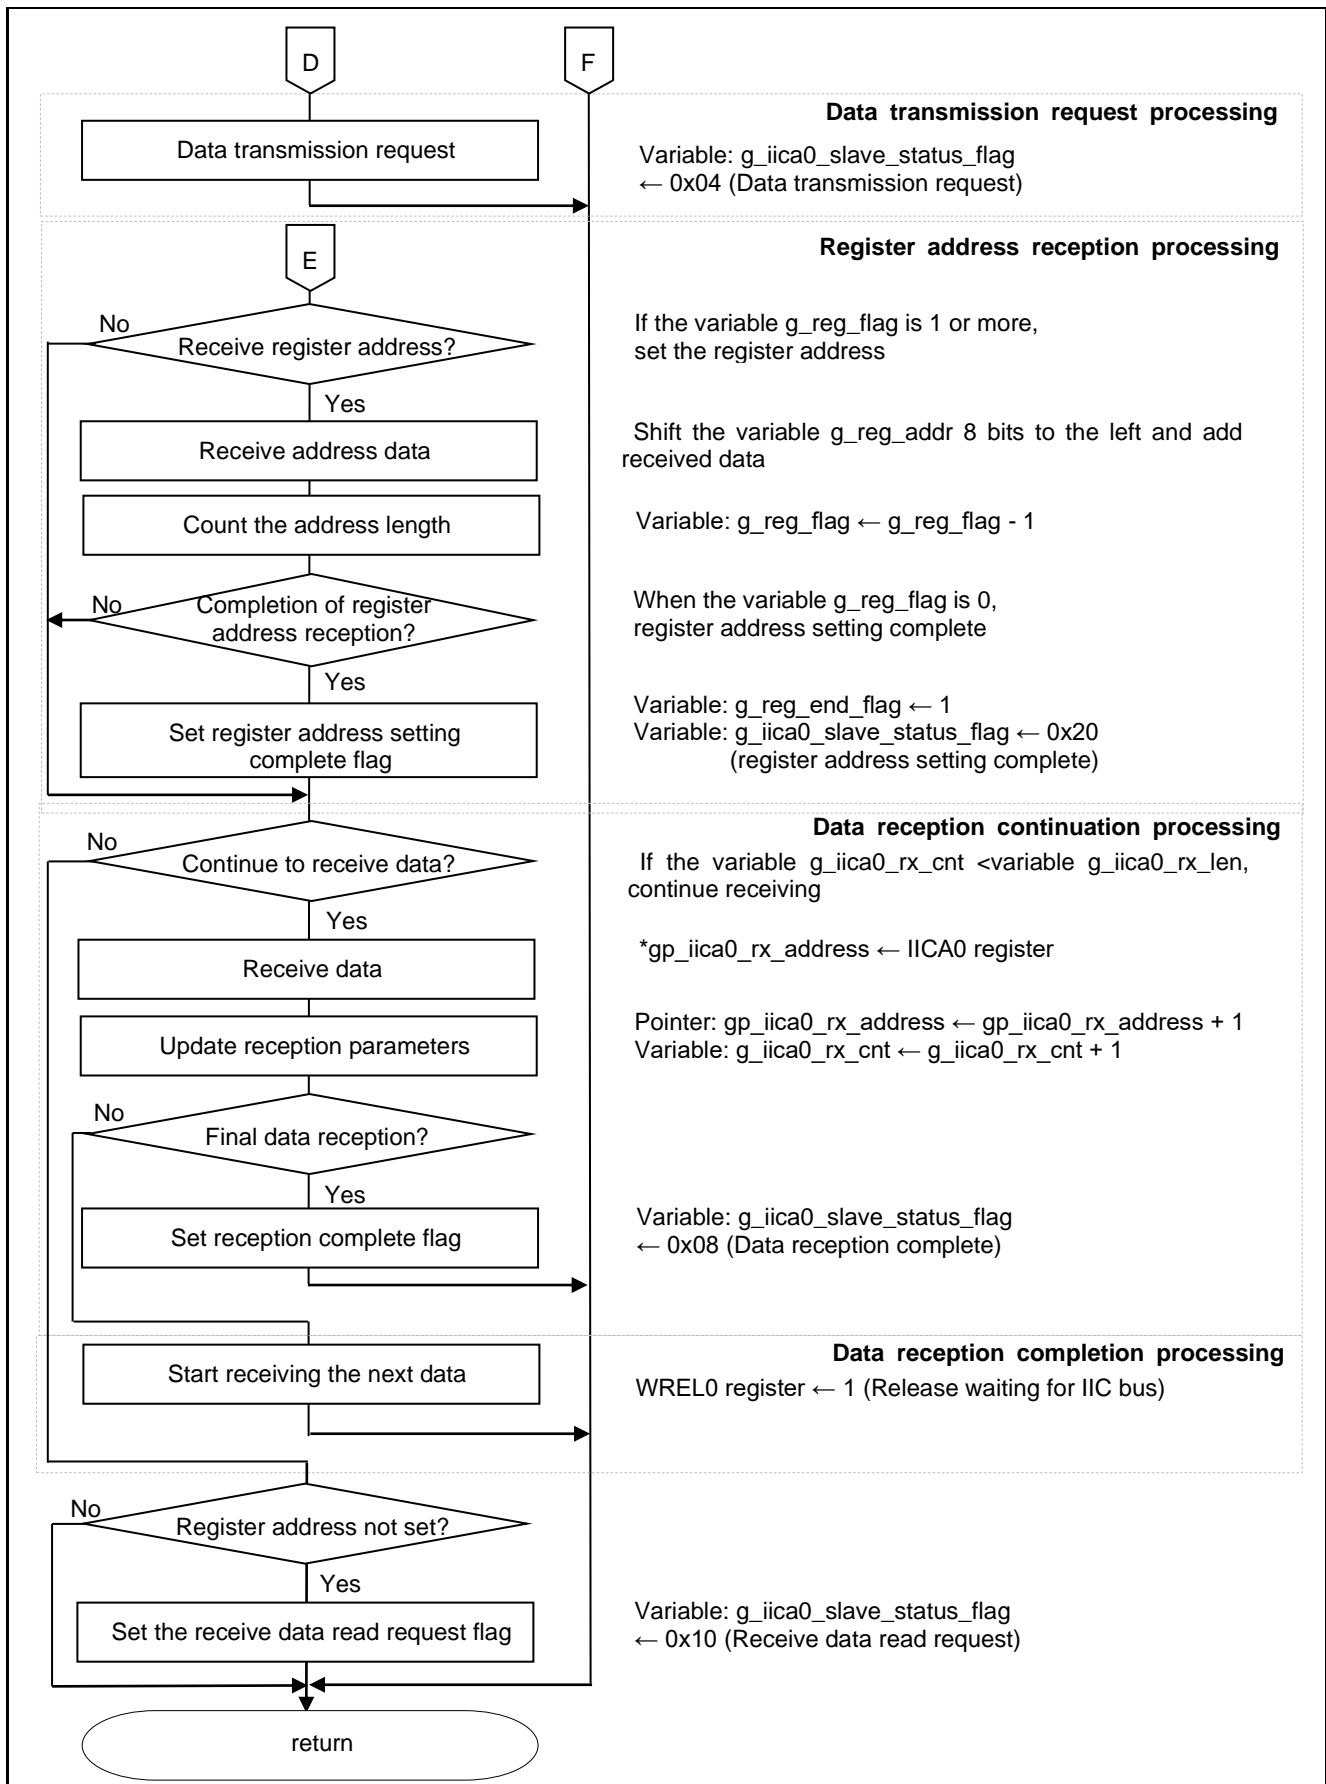 D
F
Data transmission request processing
Data transmission request
Variable: g_iica0_slave_status_flag
← 0x04 (Data transmission request)
E
Register address reception processing
No
Receive register address?
If the variable g_reg_flag is 1 or more,
set the register address
Yes
Receive address data
Shift the variable g_reg_addr 8 bits to the left and add
received data
Count the address length
Variable: g_reg_flag ← g_reg_flag - 1
No
Completion of register
address reception?
When the variable g_reg_flag is 0,
register address setting complete
Yes
Set register address setting
complete flag
Variable: g_reg_end_flag ← 1
Variable: g_iica0_slave_status_flag ← 0x20
(register address setting complete)
Data reception continuation processing
No
Continue to receive data?
If the variable g_iica0_rx_cnt <variable g_iica0_rx_len,
continue receiving
Yes
Receive data
*gp_iica0_rx_address ← IICA0 register
Update reception parameters
Pointer: gp_iica0_rx_address ← gp_iica0_rx_address + 1
Variable: g_iica0_rx_cnt ← g_iica0_rx_cnt + 1
No
Final data reception?
Yes
Set reception complete flag
Variable: g_iica0_slave_status_flag
← 0x08 (Data reception complete)
Data reception completion processing
Start receiving the next data
WREL0 register ← 1 (Release waiting for IIC bus)
No
Register address not set?
Yes
Set the receive data read request flag
Variable: g_iica0_slave_status_flag
← 0x10 (Receive data read request)
return